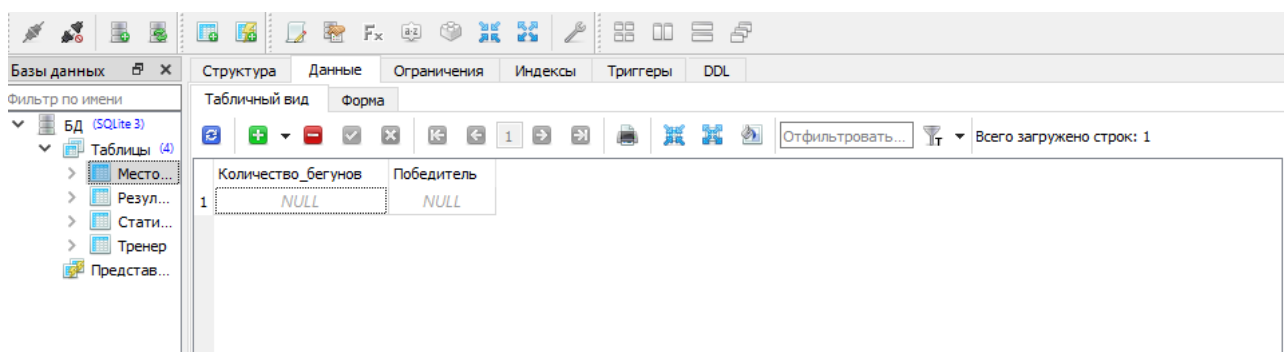 Базы данных
Структура Данные Ограничения Индексы Триггеры DDL
Фильтр по имени
Табличный вид Форма
БД (SQLite 3)
1 Отфильтровать... T Всего загружено строк: 1
Таблицы (4)
Место...
Количество_бегунов Победитель
Резул...
1 NULL NULL
Стати...
Тренер
Представ...